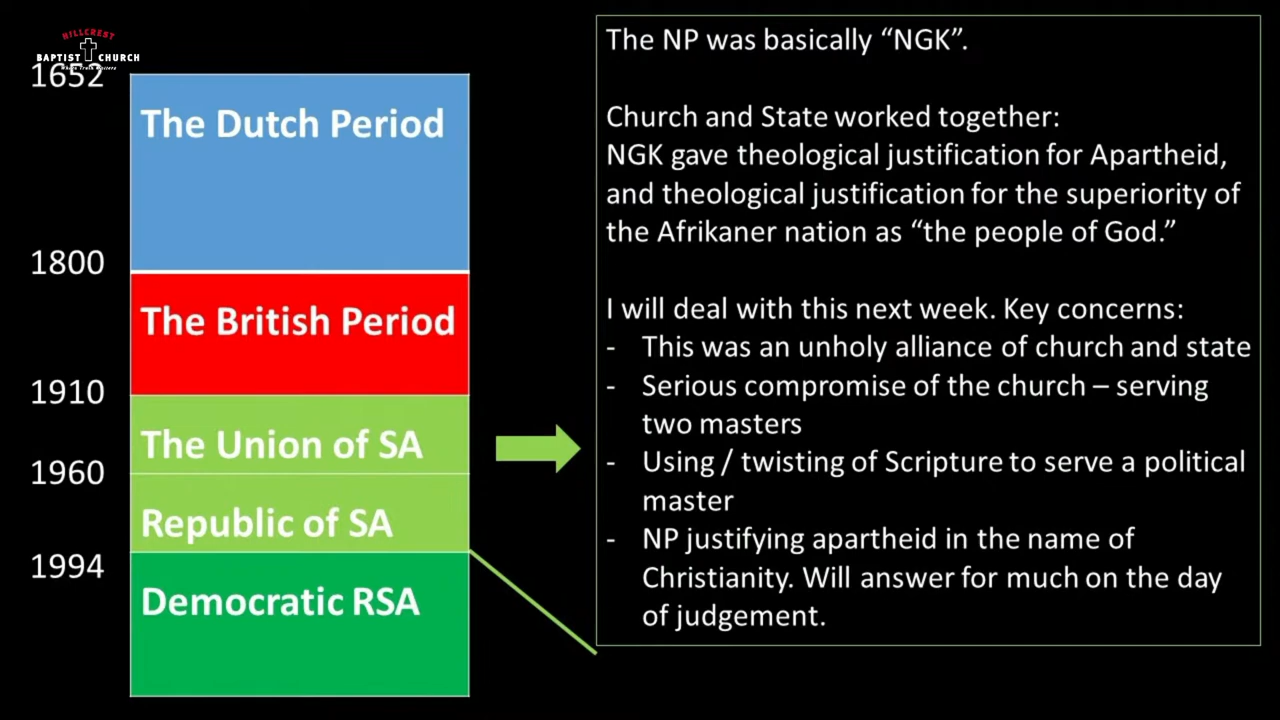 HILLCREST
BAPTIST CHURCH
Where Truth Matters
1652
The Dutch Period
1800
The British Period
1910
The Union of SA
1960
Republic of SA
1994
Democratic RSA
The NP was basically “NGK”.
Church and State worked together:
NGK gave theological justification for Apartheid,
and theological justification for the superiority of
the Afrikaner nation as “the people of God.”
I will deal with this next week. Key concerns:
- This was an unholy alliance of church and state
- Serious compromise of the church – serving
two masters
- Using / twisting of Scripture to serve a political
master
- NP justifying apartheid in the name of
Christianity. Will answer for much on the day
of judgement.